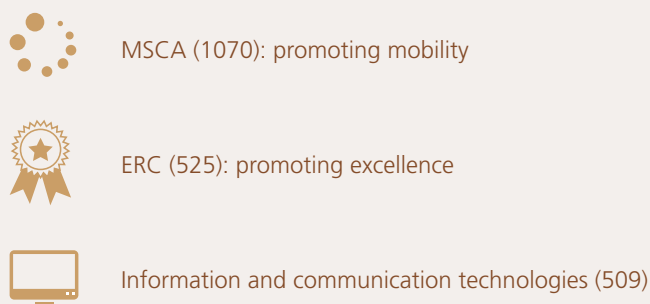 MSCA (1070): promoting mobility
ERC (525): promoting excellence
Information and communication technologies (509)